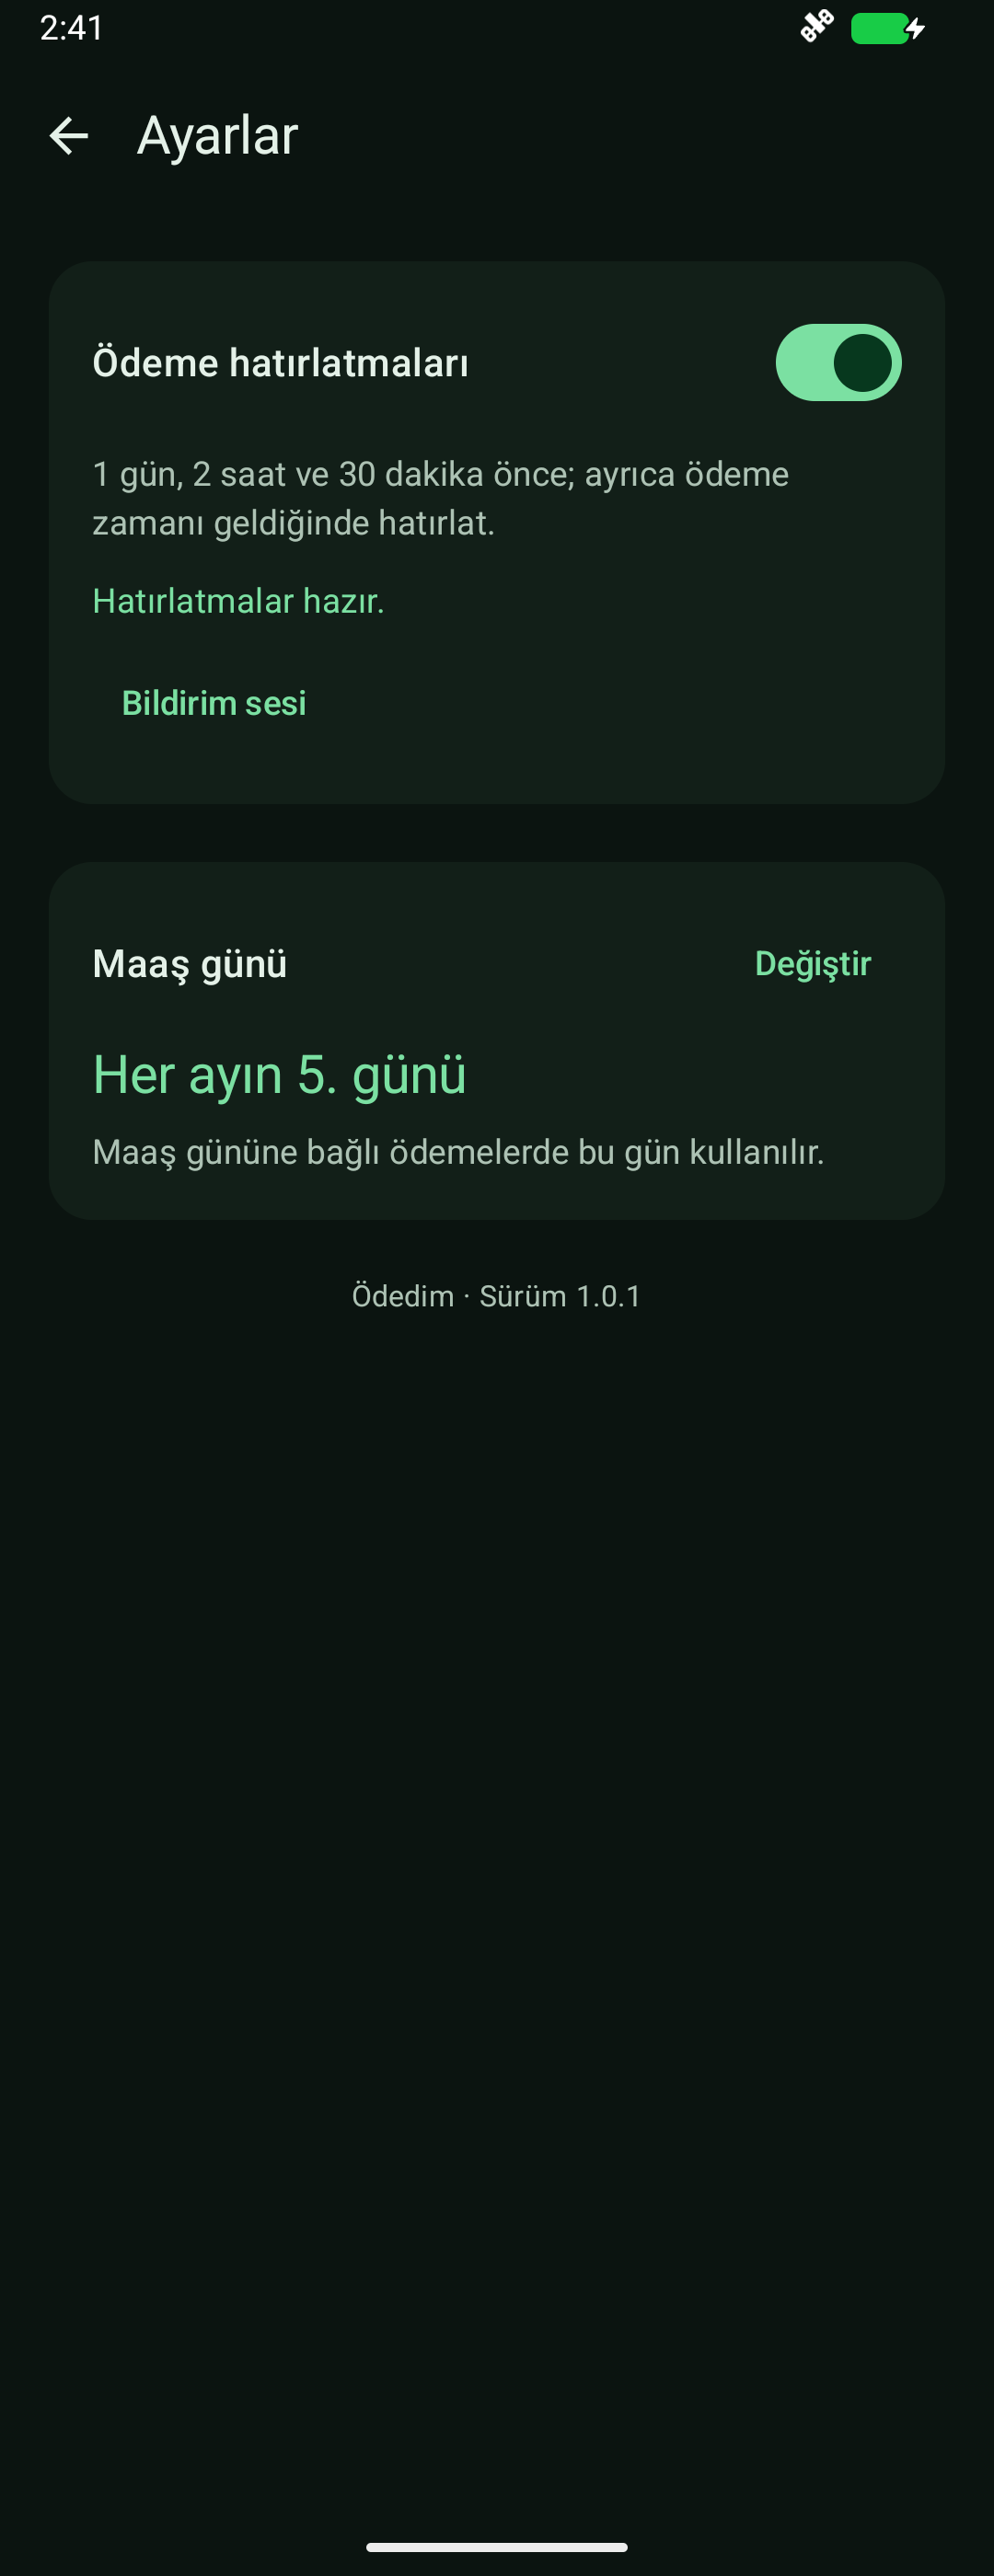 2:41
Ayarlar
Ödeme hatırlatmaları
1 gün, 2 saat ve 30 dakika önce; ayrıca ödeme
zamanı geldiğinde hatırlat.
Hatırlatmalar hazır.
Bildirim sesi
Maaş günü
Değiştir
Her ayın 5. günü
Maaş gününe bağlı ödemelerde bu gün kullanılır.
Ödedim · Sürüm 1.0.1